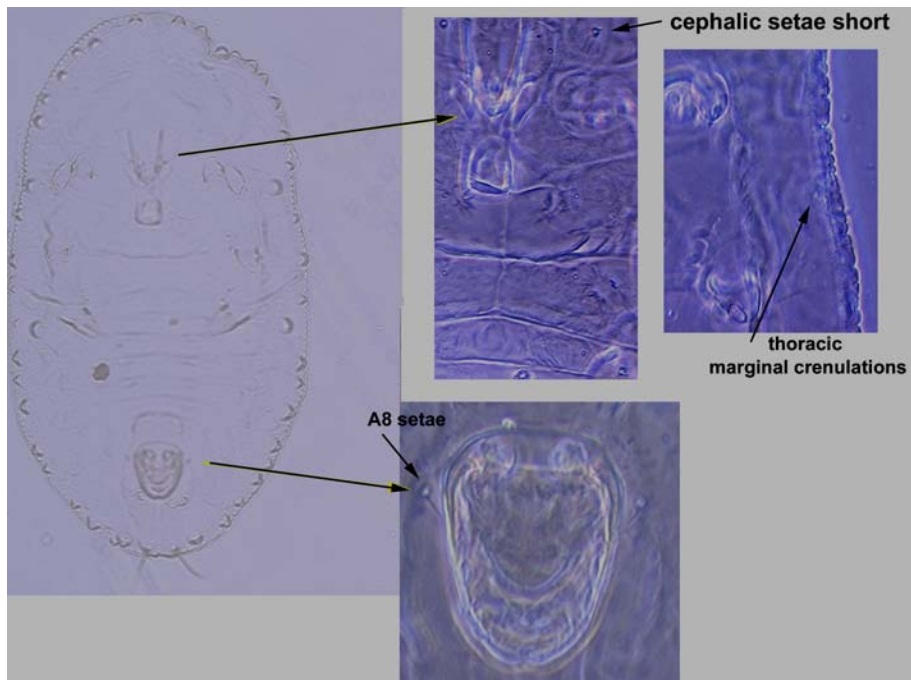 cephalic setae short
thoracic
marginal crenulations
A8 setae